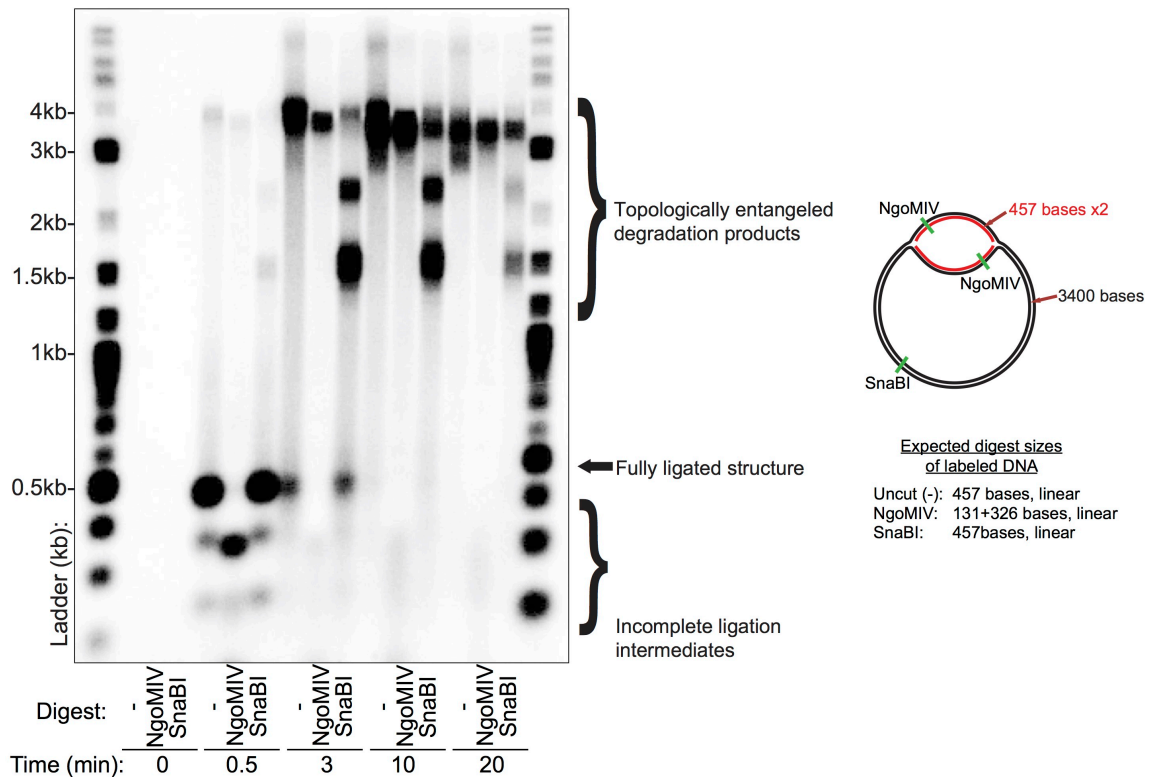 4kb-
3kb-
2kb-
1.5kb-
1kb-
0.5kb-
Ladder (kb):
Topologically entangeled
degradation products
Fully ligated structure
Incomplete ligation
intermediates
Digest: - NgoMIV SnaBI - NgoMIV SnaBI - NgoMIV SnaBI - NgoMIV SnaBI - NgoMIV SnaBI
Time (min): 0 0.5 3 10 20
NgoMIV
457 bases x2
NgoMIV
3400 bases
SnaBI
Expected digest sizes
of labeled DNA
Uncut (-): 457 bases, linear
NgoMIV: 131+326 bases, linear
SnaBI: 457bases, linear